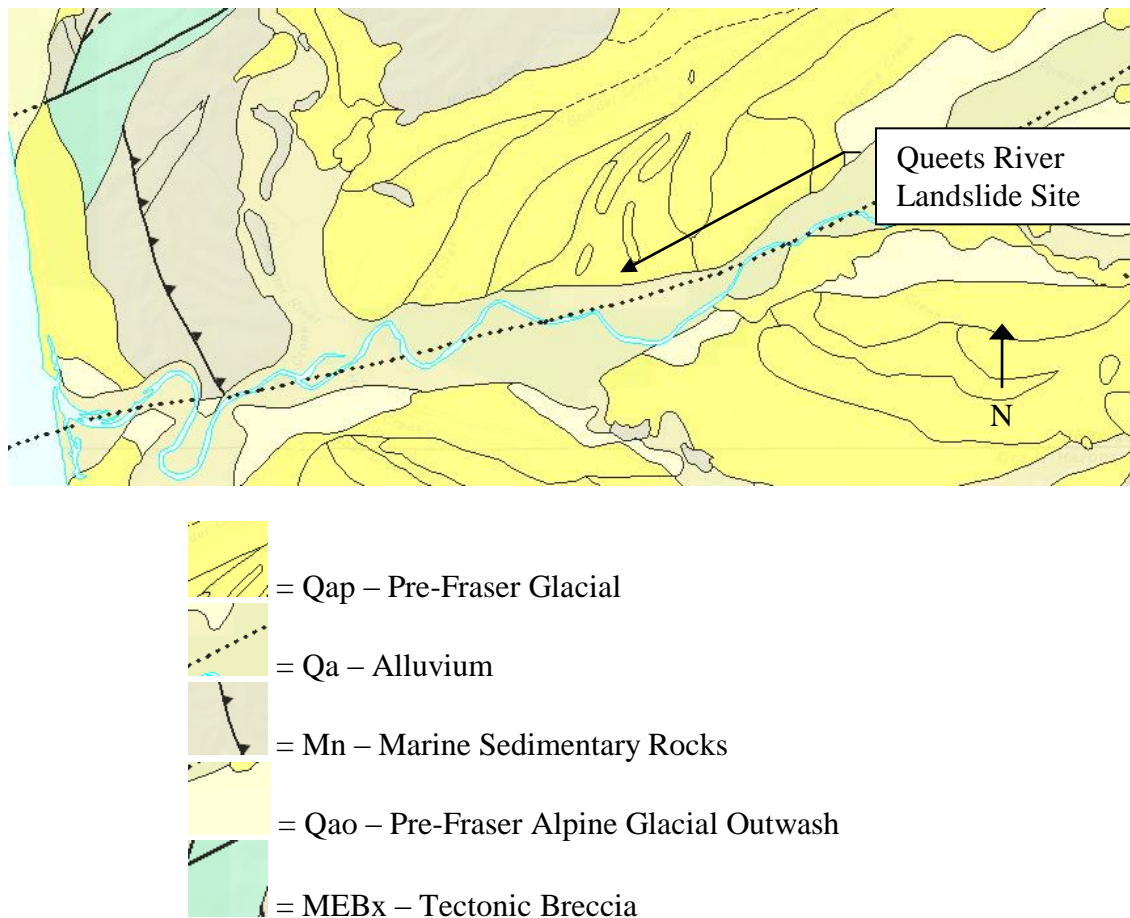 Queets River
Landslide Site
N
= Qap – Pre-Fraser Glacial
= Qa – Alluvium
= Mn – Marine Sedimentary Rocks
= Qao – Pre-Fraser Alpine Glacial Outwash
= MEBx – Tectonic Breccia